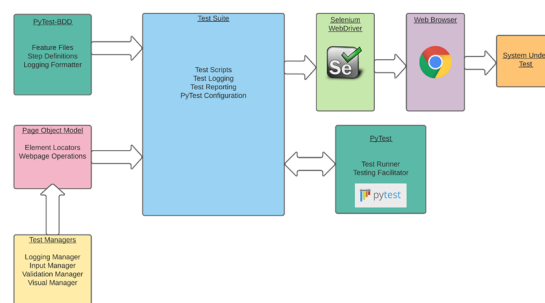 PyTest-BDD
Feature Files
Step Definitions
Logging Formatter
Test Suite
Test Scripts
Test Logging
Test Reporting
PyTest Configuration
Selenium
WebDriver
Se
Web Browser
System Under
Test
Page Object Model
Element Locators
Webpage Operations
PyTest
Test Runner
Testing Facilitator
pytest
Test Managers
Logging Manager
Input Manager
Validation Manager
Visual Manager